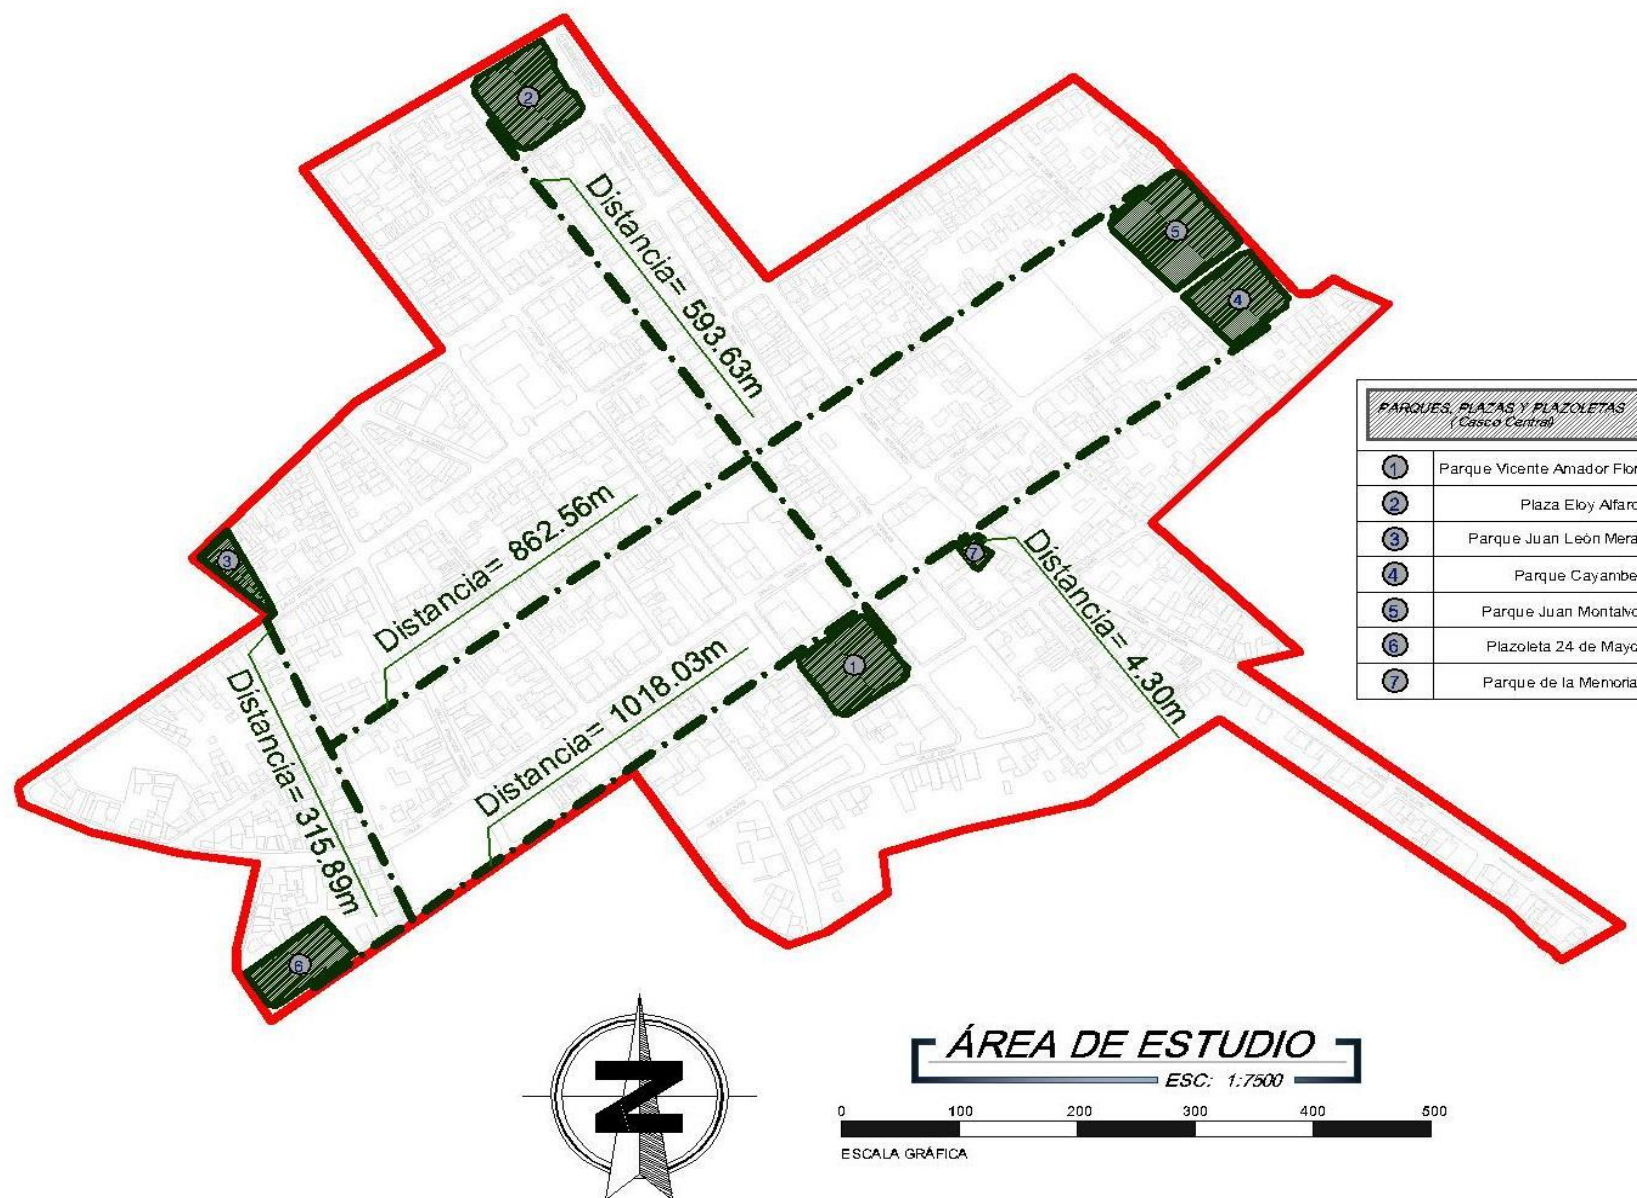 2
Distancia= 593.63m
5
4
PARQUES, PLAZAS Y PLAZOLETAS
(Casco Central)
1 Parque Vicente Amador Flor
2 Plaza Eloy Alfaro
3 Parque Juan León Mera
4 Parque Cayambe
5 Parque Juan Montalvo
6 Plazoleta 24 de Mayo
7 Parque de la Memoria
3
Distancia= 862.56m
7
Distancia= 4.30m
1
Distancia= 1018.03m
Distancia= 315.89m
6
N
ÁREA DE ESTUDIO
ESC: 1:7500
0 100 200 300 400 500
ESCALA GRÁFICA